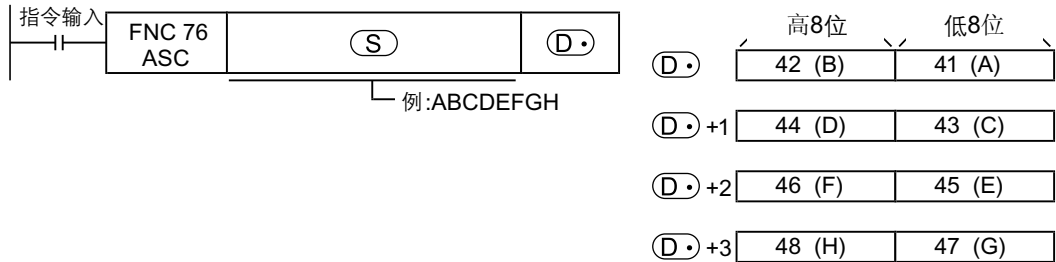 指令输入
FNC 76
ASC
S
D·
例:ABCDEFGH
高8位 低8位
D· 42 (B) 41 (A)
D· +1 44 (D) 43 (C)
D· +2 46 (F) 45 (E)
D· +3 48 (H) 47 (G)